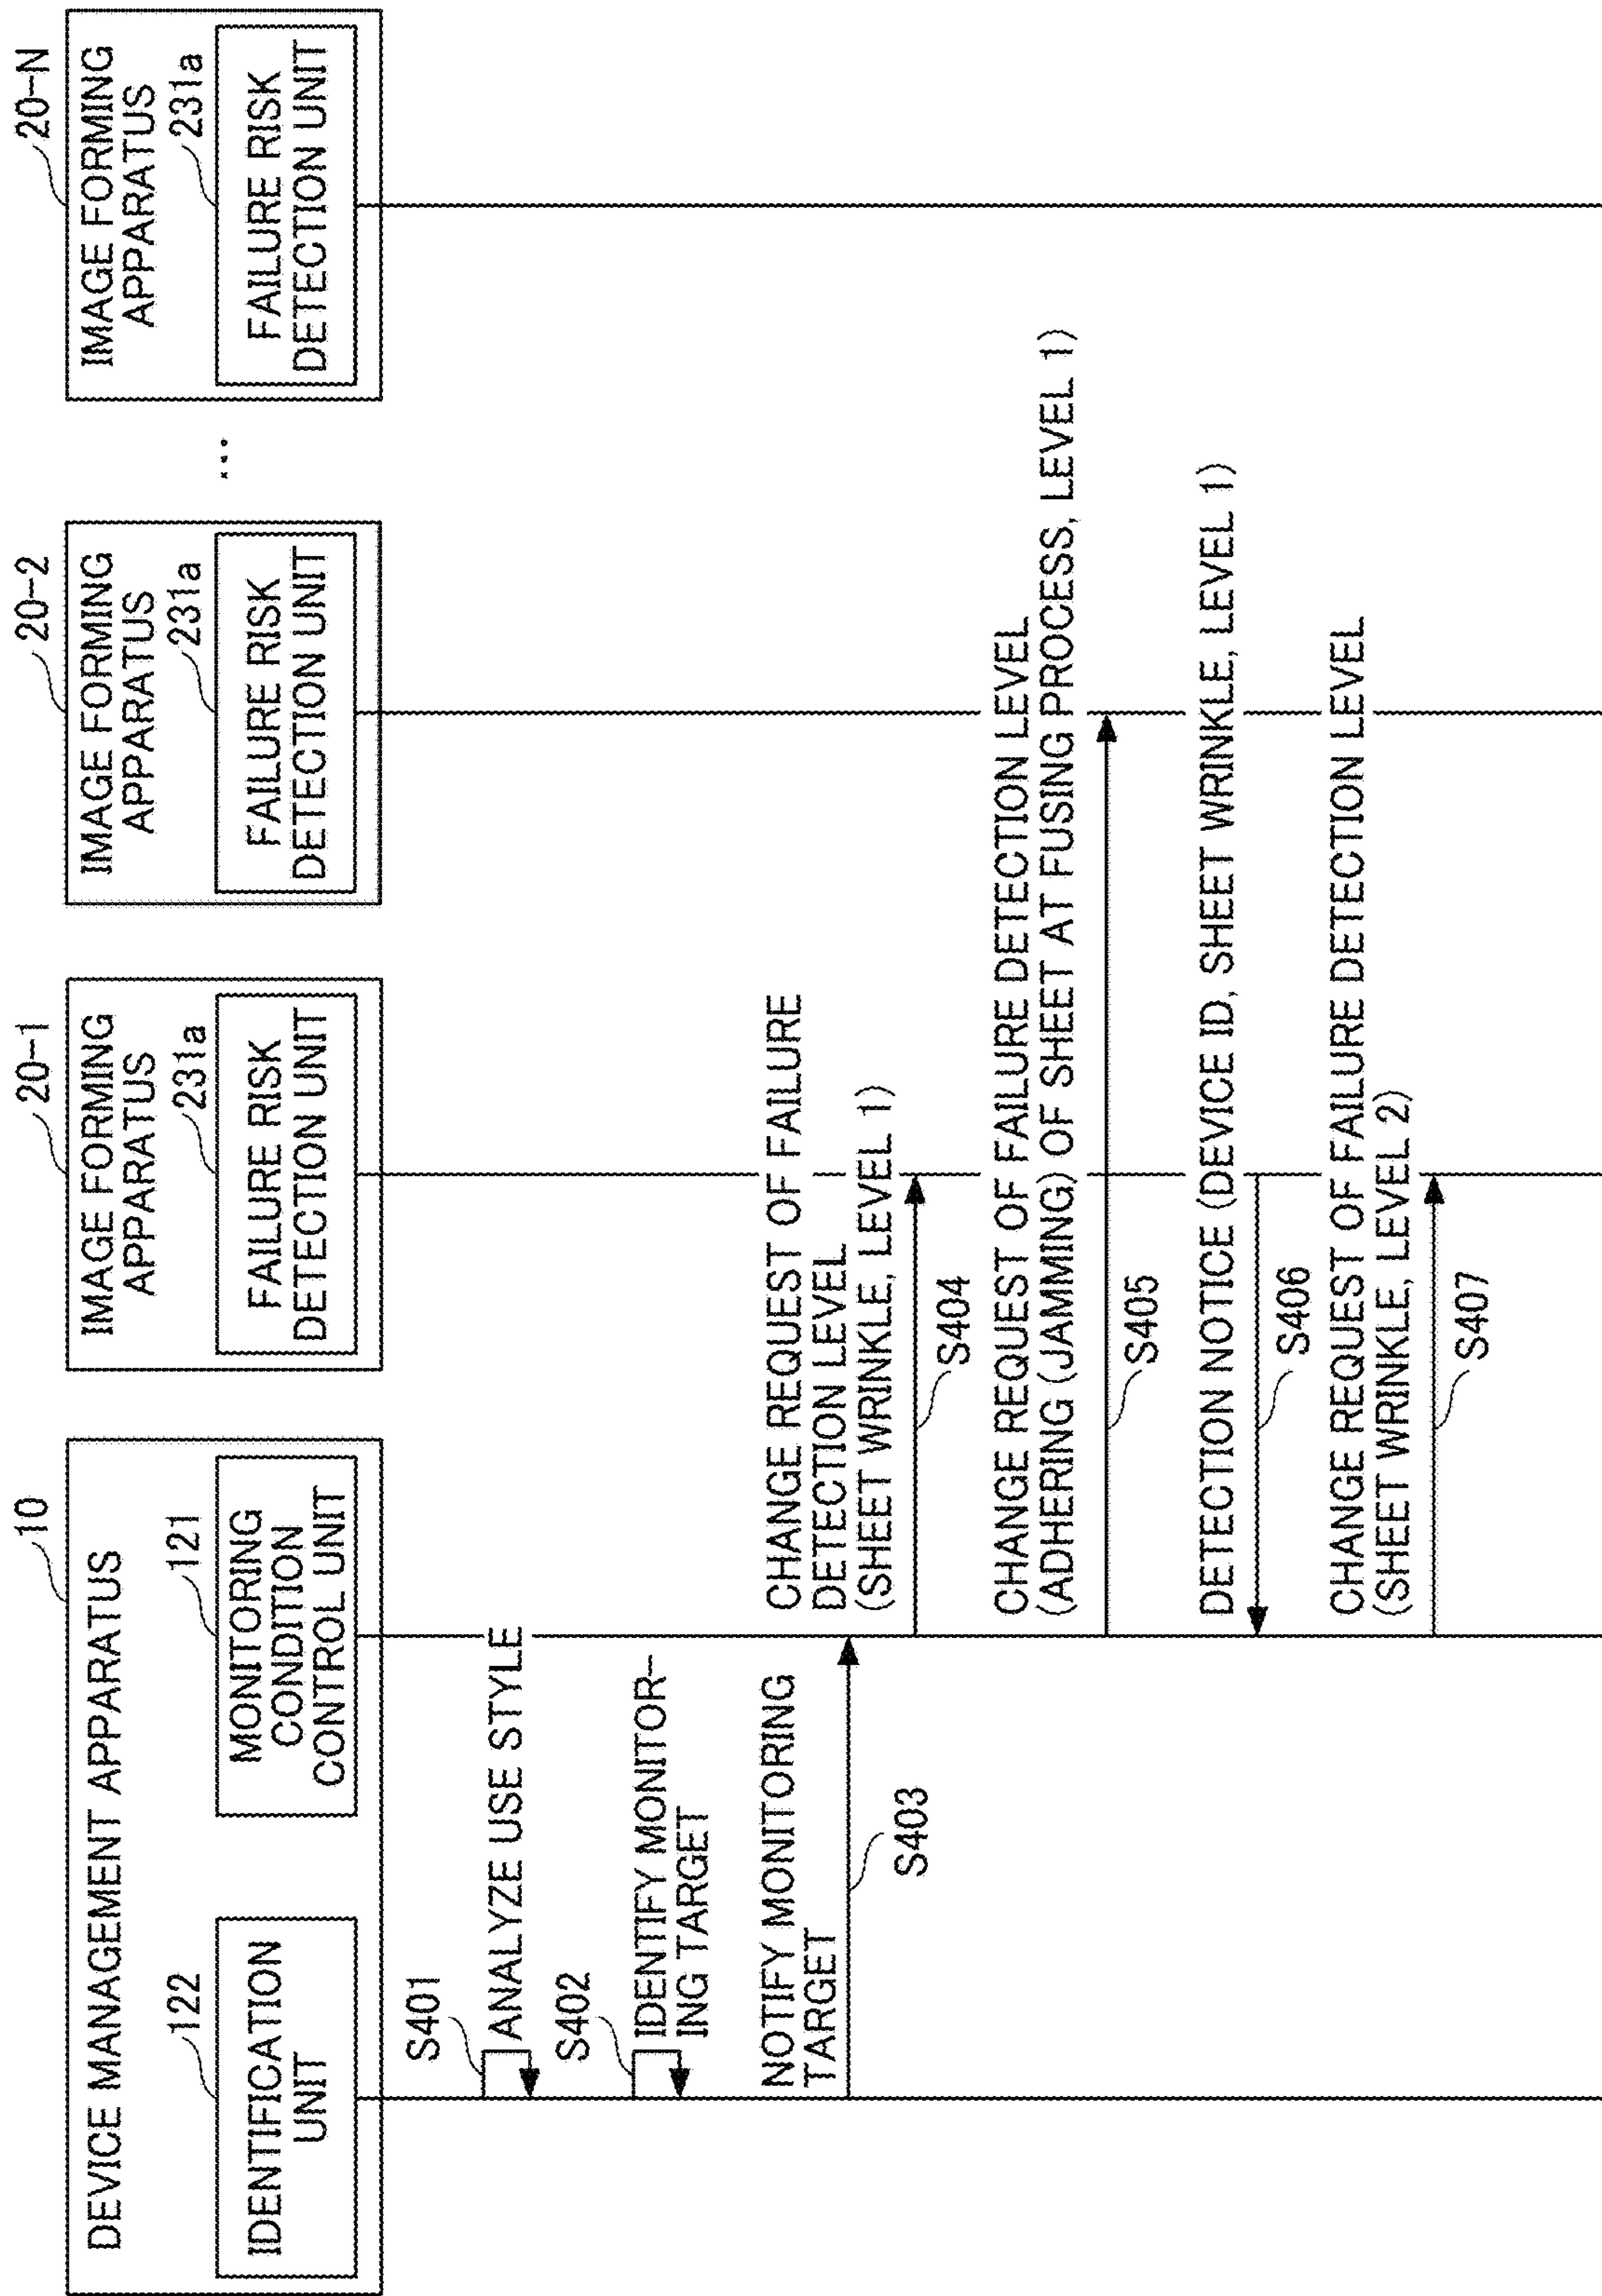 10
DEVICE MANAGEMENT APPARATUS
122
IDENTIFICATION
UNIT
121
MONITORING
CONDITION
CONTROL UNIT
20-1
IMAGE FORMING
APPARATUS
231a
FAILURE RISK
DETECTION UNIT
20-2
IMAGE FORMING
APPARATUS
231a
FAILURE RISK
DETECTION UNIT
...
20-N
IMAGE FORMING
APPARATUS
231a
FAILURE RISK
DETECTION UNIT
S401
ANALYZE USE STYLE
S402
IDENTIFY MONITOR-
ING TARGET
NOTIFY MONITORING
TARGET
S403
CHANGE REQUEST OF FAILURE
DETECTION LEVEL
(SHEET WRINKLE, LEVEL 1)
S404
CHANGE REQUEST OF FAILURE DETECTION LEVEL
(ADHERING (JAMMING) OF SHEET AT FUSING PROCESS, LEVEL 1)
S405
DETECTION NOTICE (DEVICE ID, SHEET WRINKLE, LEVEL 1)
S406
CHANGE REQUEST OF FAILURE DETECTION LEVEL
(SHEET WRINKLE, LEVEL 2)
S407